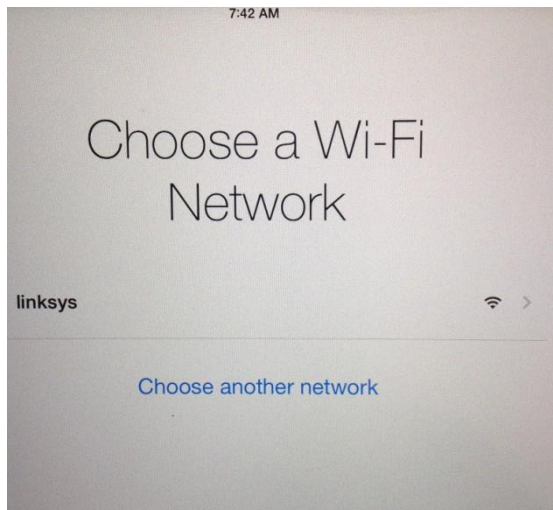 7:42 AM
Choose a Wi-Fi
Network
linksys
Choose another network